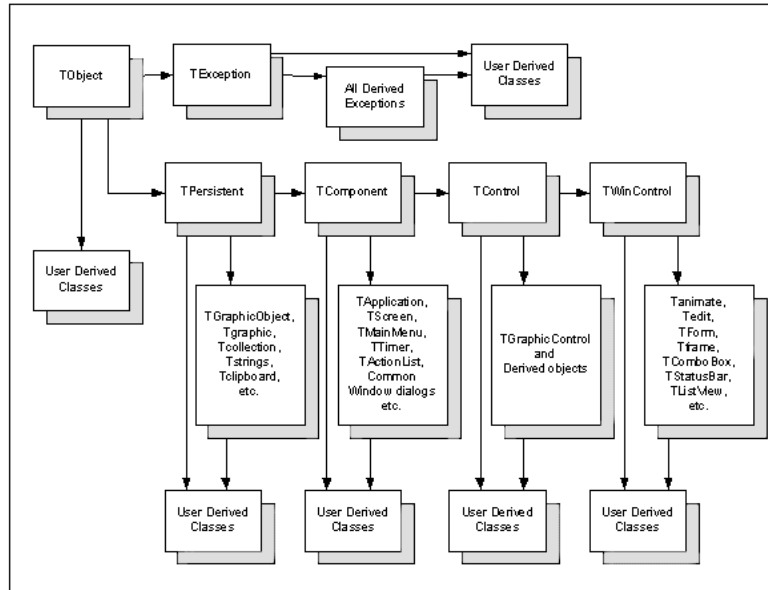 TObject
TException
All Derived
Exceptions
User Derived
Classes
TPersistent
TComponent
TControl
TWinControl
User Derived
Classes
TGraphicObject,
Tgraphic,
Tcollection,
Tstrings,
Tclipboard,
etc.
TApplication,
TScreen,
TMainMenu,
TTimer,
TActionList,
Common
Window dialogs
etc.
TGraphicControl
and
Derived objects
Tanimate,
Tedit,
TForm,
Tframe,
TComboBox,
TStatusBar,
TListView,
etc.
User Derived
Classes
User Derived
Classes
User Derived
Classes
User Derived
Classes